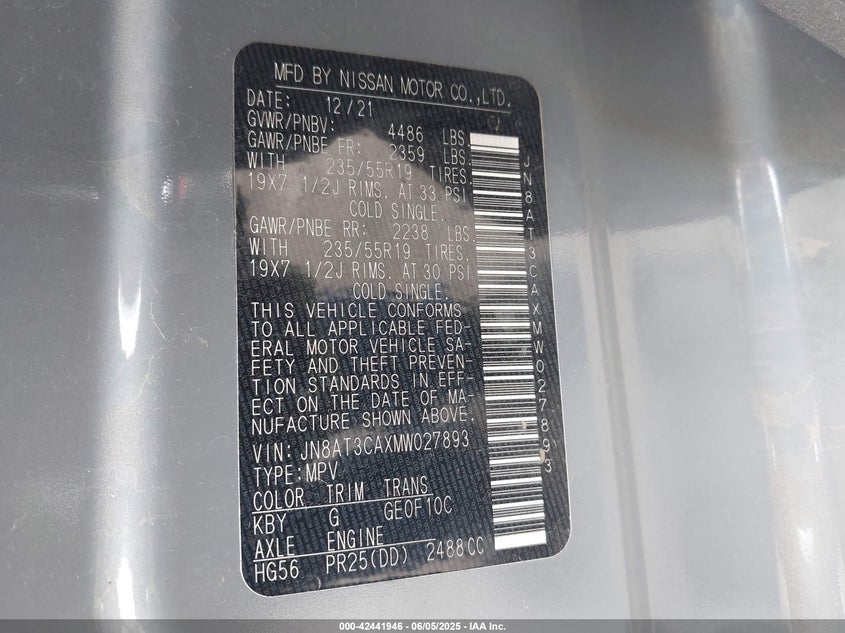 MFD BY NISSAN MOTOR CO.,LTD.
DATE: 12/21
GVWR/PNBV: 4486 LBS
GAWR/PNBE FR: 2359 LBS.
WITH 235/55R19 TIRES.
19X7 1/2J RIMS. AT 33 PSI
COLD SINGLE.
GAWR/PNBE RR: 2238 LBS.
WITH 235/55R19 TIRES.
19X7 1/2J RIMS. AT 30 PSI
COLD SINGLE.
THIS VEHICLE CONFORMS
TO ALL APPLICABLE FED-
ERAL MOTOR VEHICLE SA-
FETY AND THEFT PREVEN-
TION STANDARDS IN EFF-
ECT ON THE DATE OF MA-
NUFACTURE SHOWN ABOVE.
VIN: JN8AT3CAXMW027893
TYPE:MPV
COLOR TRIM TRANS
KBY G GE0F10C
AXLE ENGINE
HG56 PR25(DD) 2488CC
JN8AT3CAXMW027893
000-42441946 - 06/05/2025 - IAA Inc.